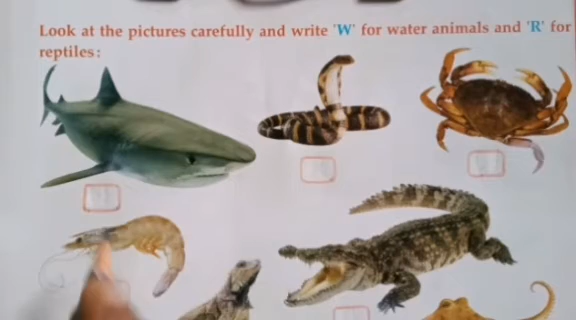 Look at the pictures carefully and write 'W' for water animals and 'R' for
reptiles: